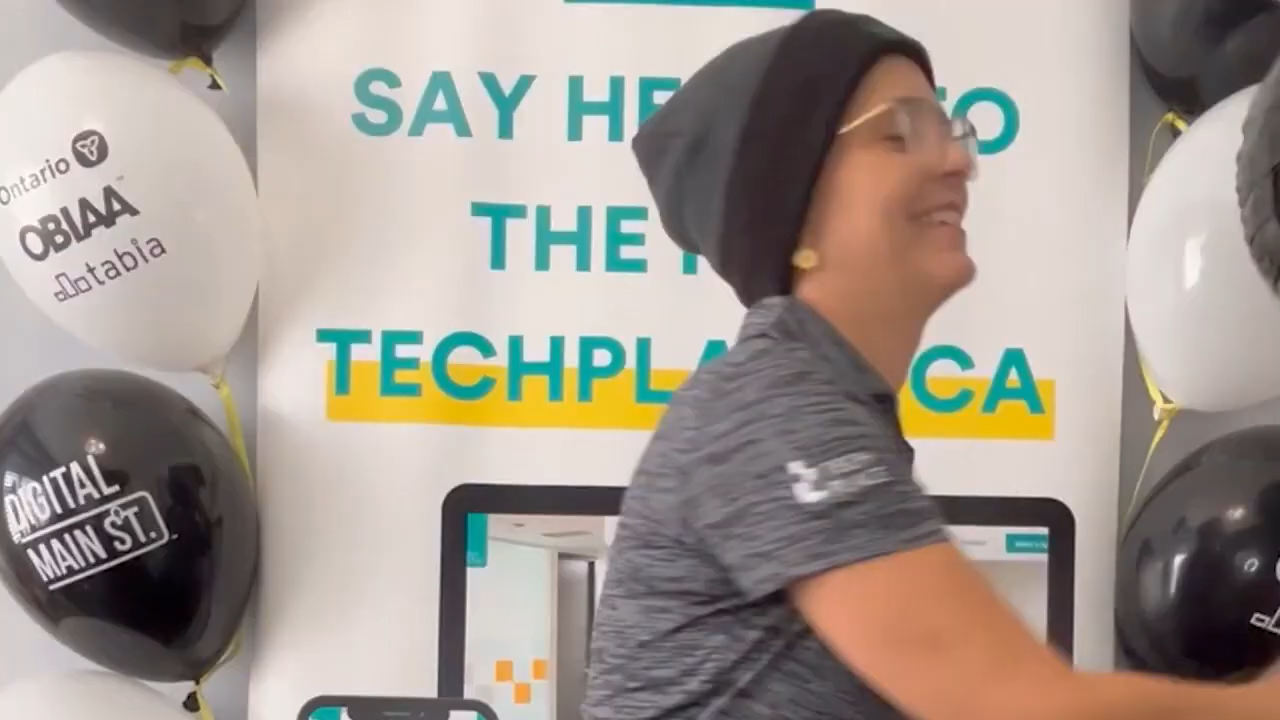 SAY HE TO
THE
TECHPLA CA
Ontario
OBIAA
tabia
DIGITAL
MAIN ST.